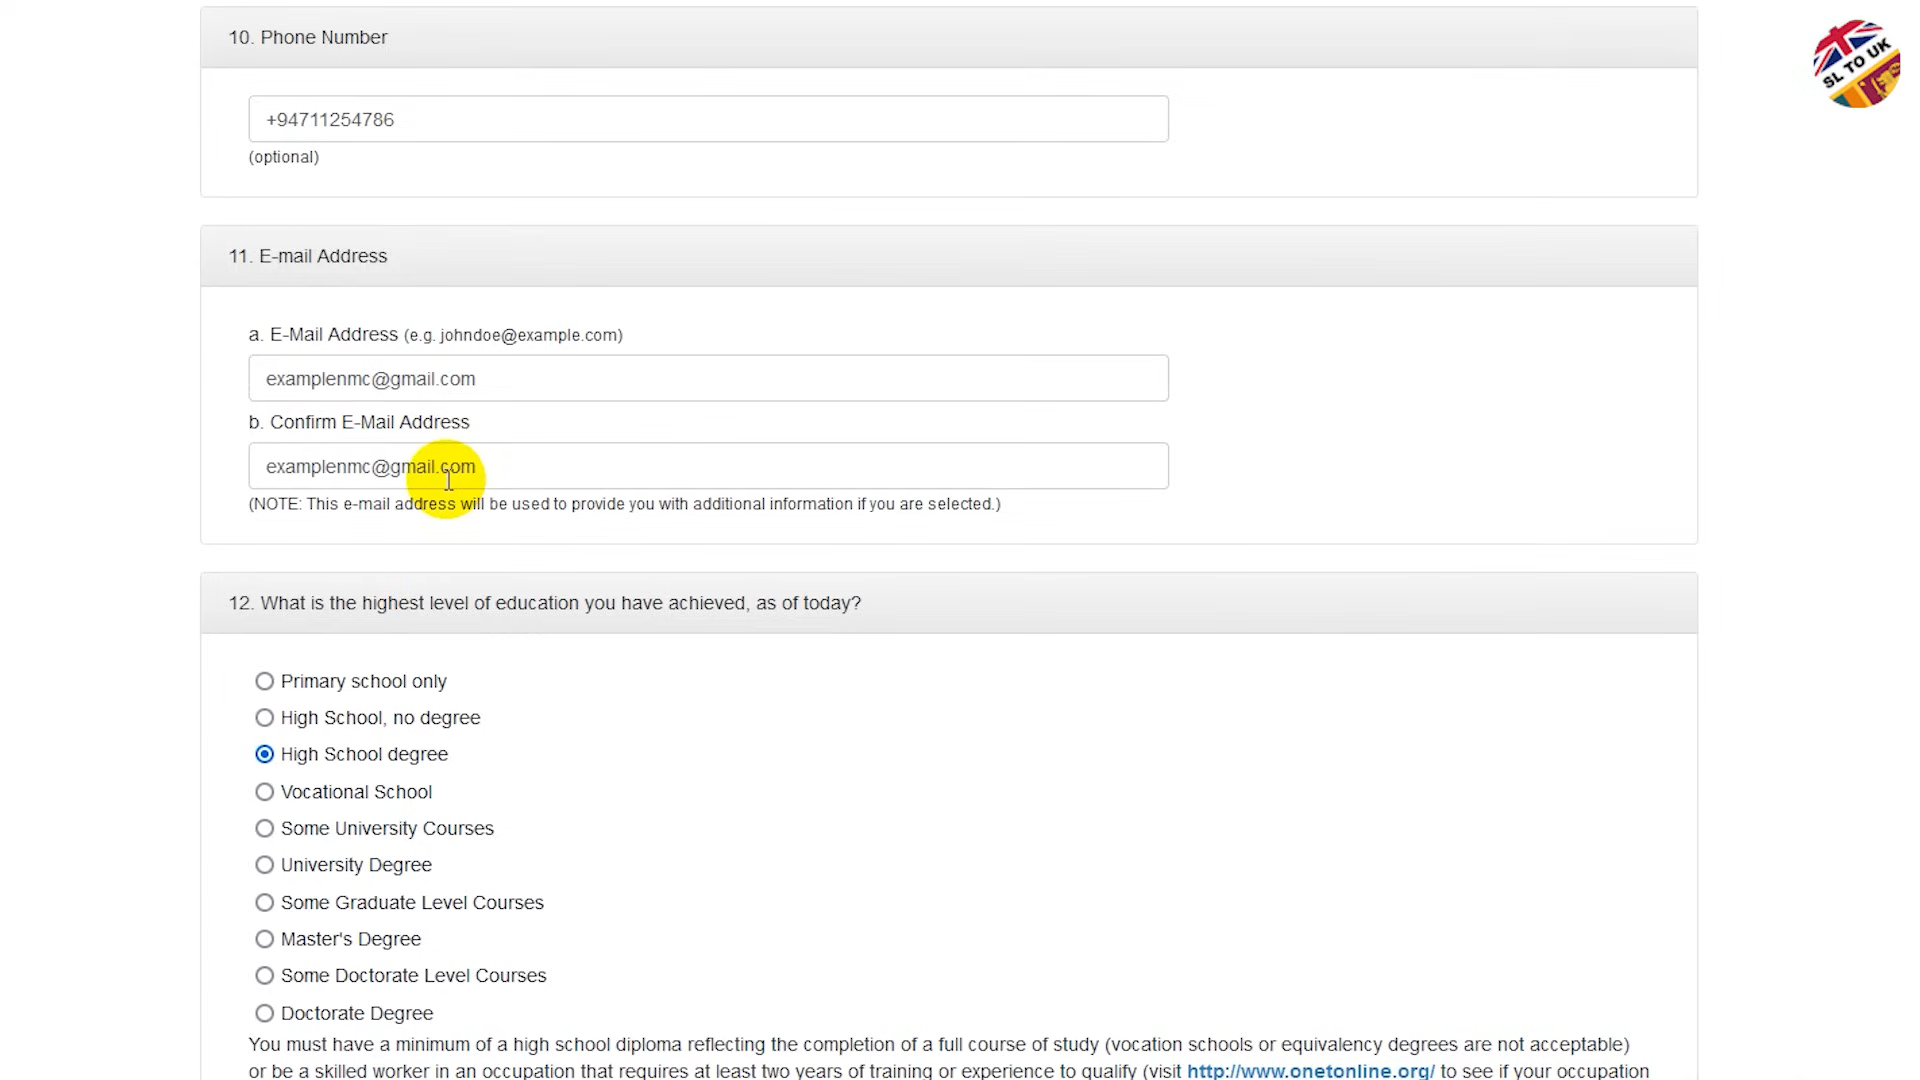 10. Phone Number
SL TO UK
+94711254786
(optional)
11. E-mail Address
a. E-Mail Address (e.g. johndoe@example.com)
examplenmc@gmail.com
b. Confirm E-Mail Address
examplenmc@gmail.com
(NOTE: This e-mail address will be used to provide you with additional information if you are selected.)
12. What is the highest level of education you have achieved, as of today?
Primary school only
High School, no degree
High School degree
Vocational School
Some University Courses
University Degree
Some Graduate Level Courses
Master's Degree
Some Doctorate Level Courses
Doctorate Degree
You must have a minimum of a high school diploma reflecting the completion of a full course of study (vocation schools or equivalency degrees are not acceptable)
or be a skilled worker in an occupation that requires at least two years of training or experience to qualify (visit http://www.onetonline.org/ to see if your occupation